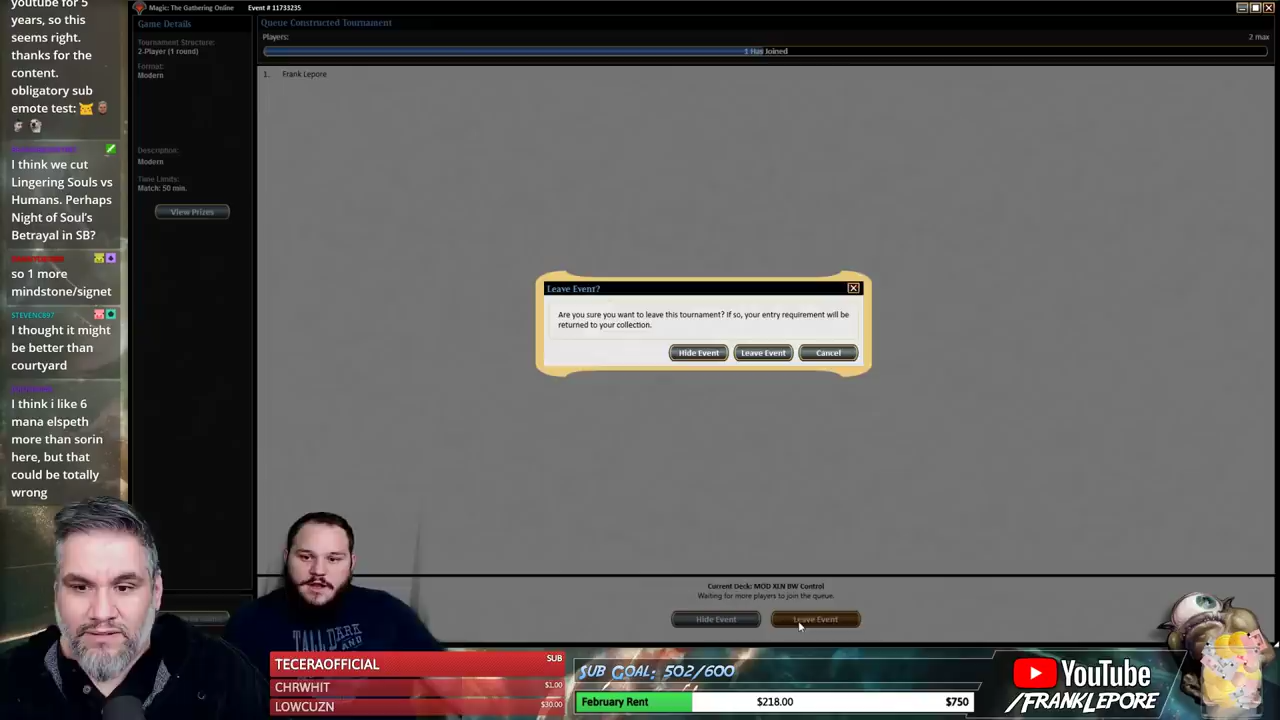 youtube for 5
years, so this
seems right.
thanks for the
content.
obligatory sub
emote test:
I think we cut
Lingering Souls vs
Humans. Perhaps
Night of Soul's
Betrayal in SB?
so 1 more
mindstone/signet
STEVENC897
I thought it might
be better than
courtyard
I think i like 6
mana elspeth
more than sorin
here, but that
could be totally
wrong
Magic: The Gathering Online Event # 11733235
Game Details
Tournament Structure:
2-Player (1 round)
Format:
Modern
Description:
Modern
Time Limits:
Match: 50 min.
View Prizes
Queue Constructed Tournament
Players:
2 max
1 Has Joined
1. Frank Lepore
Leave Event?
Are you sure you want to leave this tournament? If so, your entry requirement will be
returned to your collection.
Hide Event Leave Event Cancel
Current Deck: MOD XLN BW Control
Waiting for more players to join the queue.
Hide Event Leave Event
TALL DARK
AND
TECERAOFFICIAL SUB
CHRWHIT $1.00
LOWCUZN $30.00
SUB GOAL: 502/600
February Rent $218.00 $750
YouTube
/FRANKLEPORE